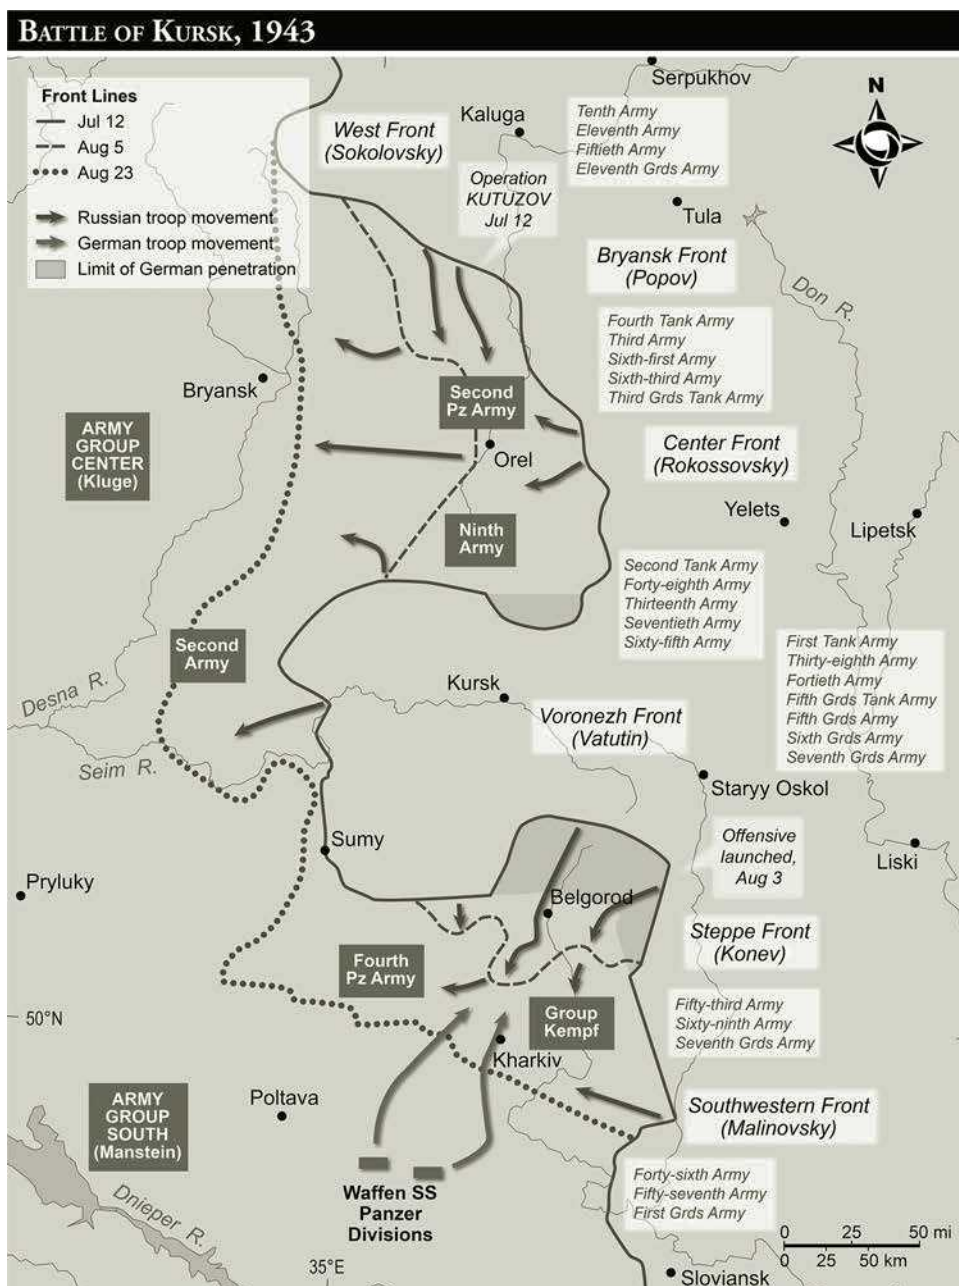 BATTLE OF KURSK, 1943
Front Lines
Jul 12
Aug 5
Aug 23
Russian troop movement
German troop movement
Limit of German penetration
N
Serpukhov
Kaluga
West Front
(Sokolovsky)
Tenth Army
Eleventh Army
Fiftieth Army
Eleventh Grds Army
Operation
KUTUZOV
Jul 12
Tula
Bryansk Front
(Popov)
Don R.
Fourth Tank Army
Third Army
Sixth-first Army
Sixth-third Army
Third Grds Tank Army
Bryansk
Second
Pz Army
ARMY
GROUP
CENTER
(Kluge)
Orel
Center Front
(Rokossovsky)
Yelets
Lipetsk
Ninth
Army
Second Tank Army
Forty-eighth Army
Thirteenth Army
Seventieth Army
Sixty-fifth Army
Second
Army
First Tank Army
Thirty-eighth Army
Fortieth Army
Fifth Grds Tank Army
Fifth Grds Army
Sixth Grds Army
Seventh Grds Army
Desna R.
Kursk
Voronezh Front
(Vatutin)
Seim R.
Staryy Oskol
Sumy
Offensive
launched,
Aug 3
Liski
Pryluky
Belgorod
Steppe Front
(Konev)
Fourth
Pz Army
Group
Kempf
Fifty-third Army
Sixty-ninth Army
Seventh Grds Army
50°N
Kharkiv
Poltava
ARMY
GROUP
SOUTH
(Manstein)
Southwestern Front
(Malinovsky)
Waffen SS
Panzer
Divisions
Forty-sixth Army
Fifty-seventh Army
First Grds Army
Dnieper R.
0 25 50 mi
0 25 50 km
35°E
Sloviansk